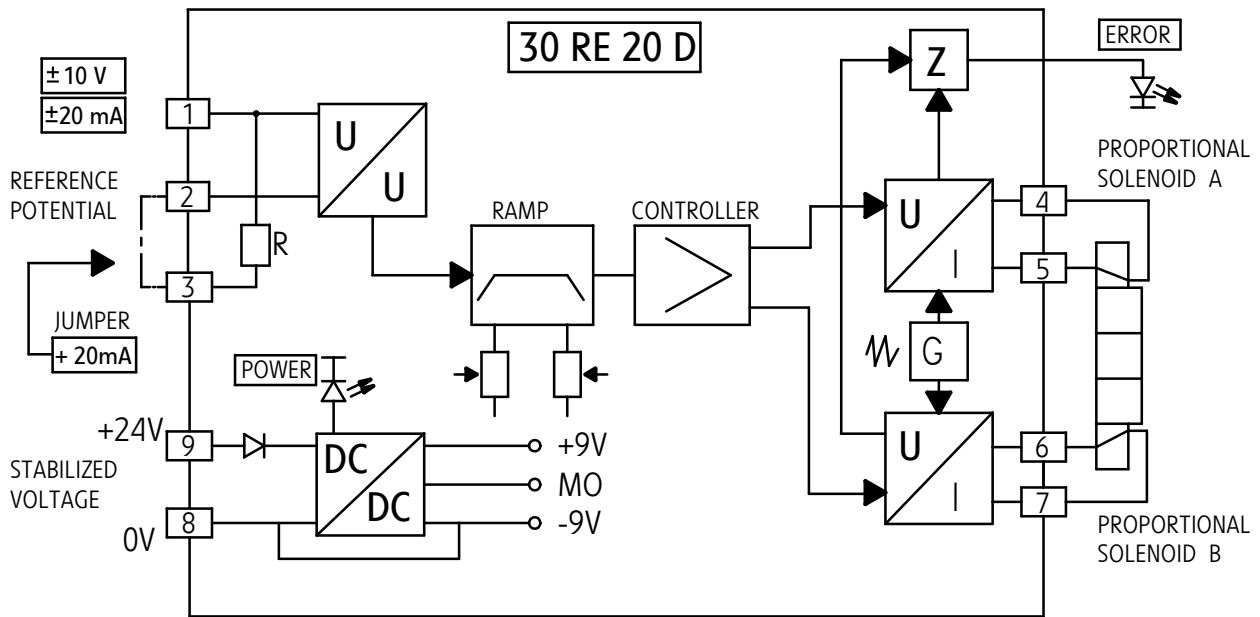 30 RE 20 D
ERROR
± 10 V
±20 mA
1
U
U
Z
PROPORTIONAL
SOLENOID A
REFERENCE
POTENTIAL
2
3
R
JUMPER
+ 20mA
RAMP
CONTROLLER
U
I
4
5
G
POWER
+24V
9
STABILIZED
VOLTAGE
8
0V
DC
DC
+9V
MO
-9V
U
I
6
7
PROPORTIONAL
SOLENOID B